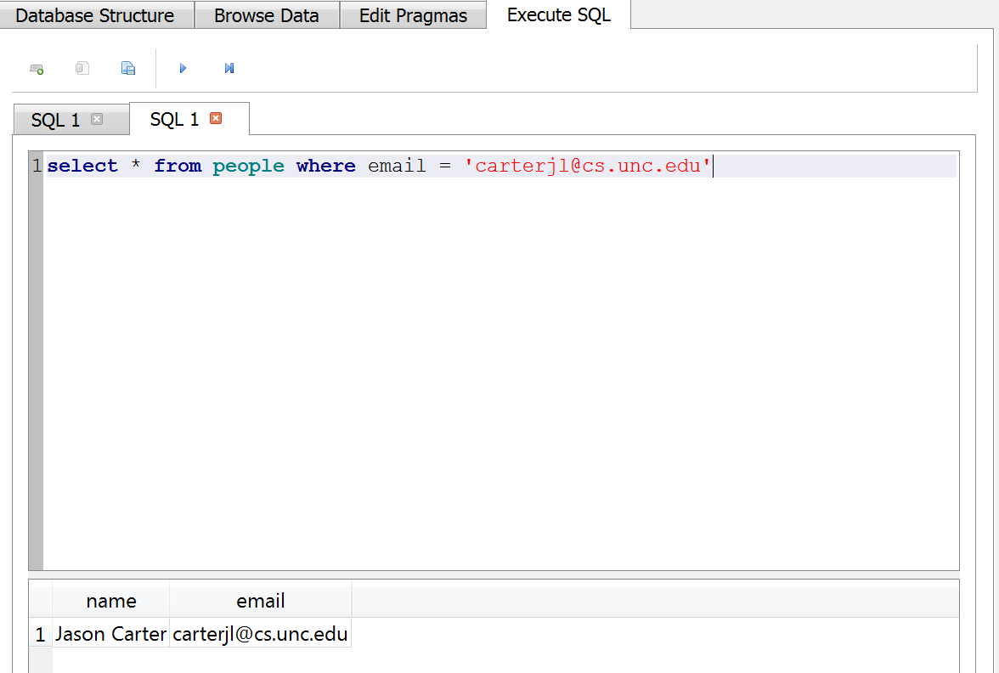 Database Structure Browse Data Edit Pragmas Execute SQL
SQL 1 SQL 1
1 select * from people where email = 'carterjl@cs.unc.edu'
name email
1 Jason Carter carterjl@cs.unc.edu